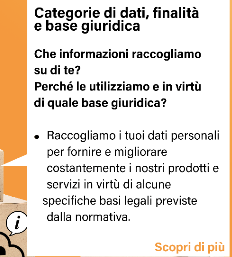 Categorie di dati, finalità
e base giuridica
Che informazioni raccogliamo
su di te?
Perché le utilizziamo e in virtù
di quale base giuridica?
• Raccogliamo i tuoi dati personali
per fornire e migliorare
costantemente i nostri prodotti e
servizi in virtù di alcune
specifiche basi legali previste
dalla normativa.
i
Scopri di più